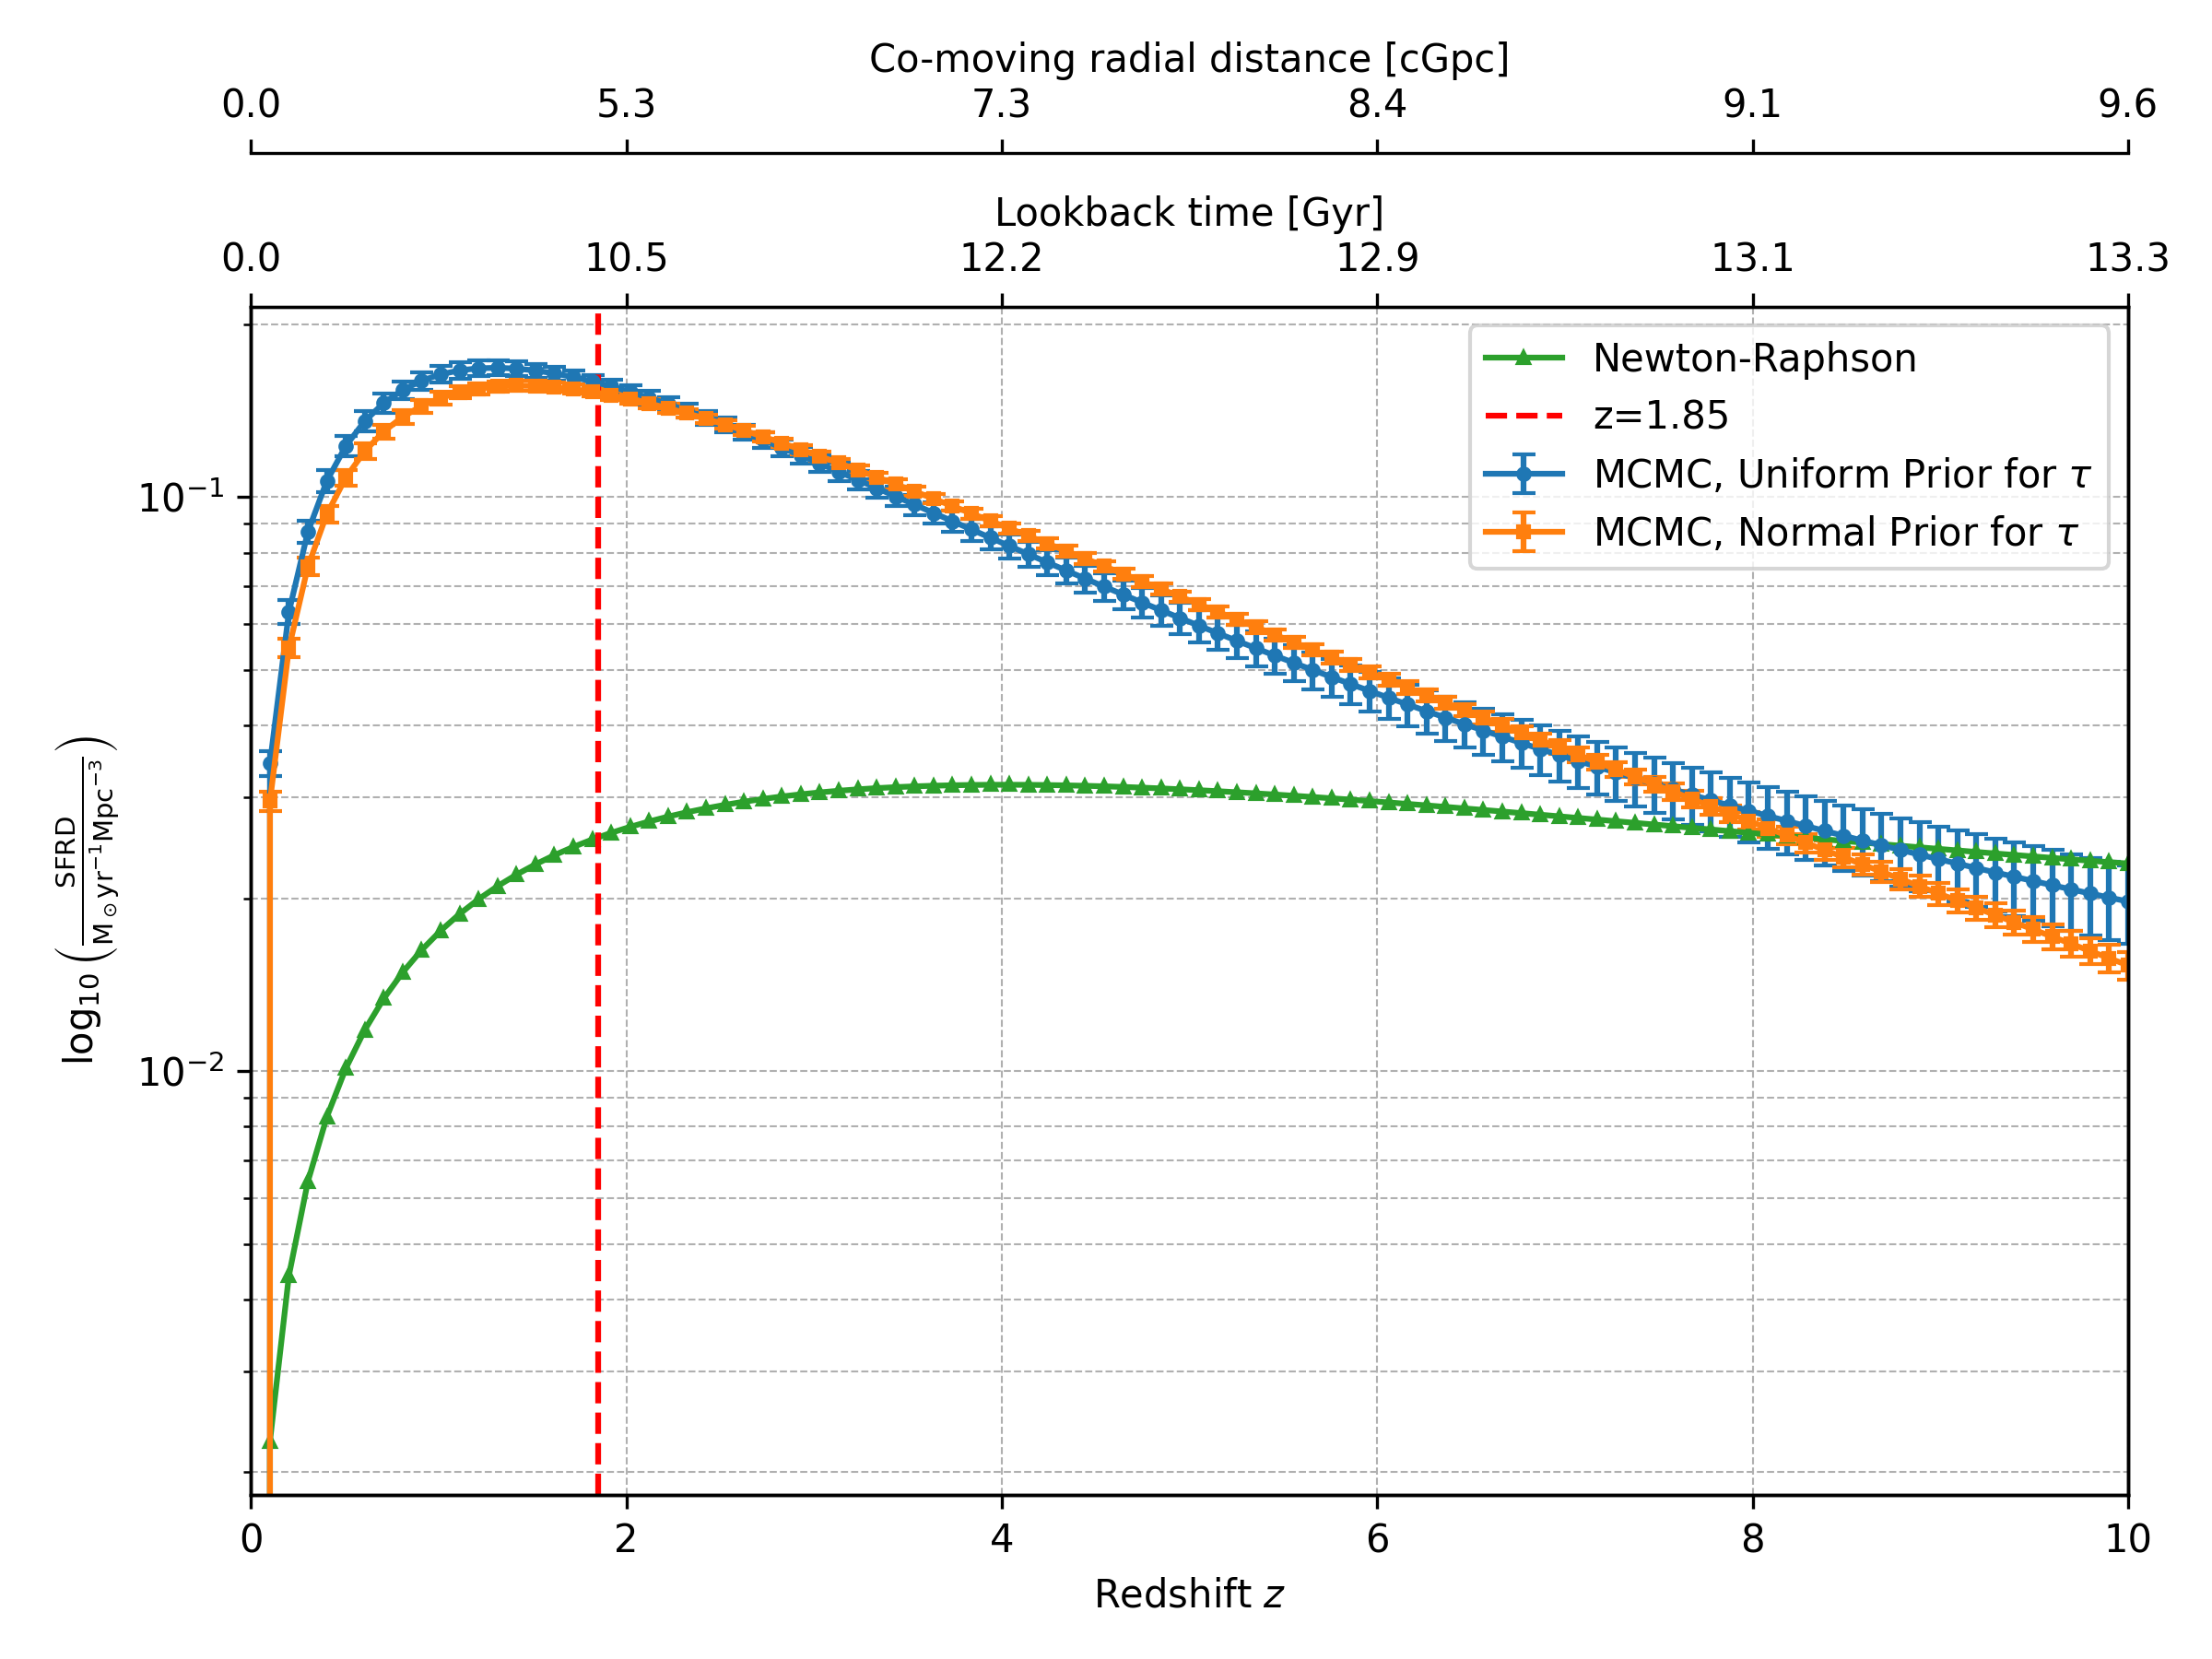 Co-moving radial distance [cGpc]
0.0 5.3 7.3 8.4 9.1 9.6
Lookback time [Gyr]
0.0 10.5 12.2 12.9 13.1 13.3
Newton-Raphson
z=1.85
MCMC, Uniform Prior for τ
MCMC, Normal Prior for τ
10⁻¹
10⁻²
log₁₀ (SFRD / M⊙yr⁻¹Mpc⁻³)
0 2 4 6 8 10
Redshift z